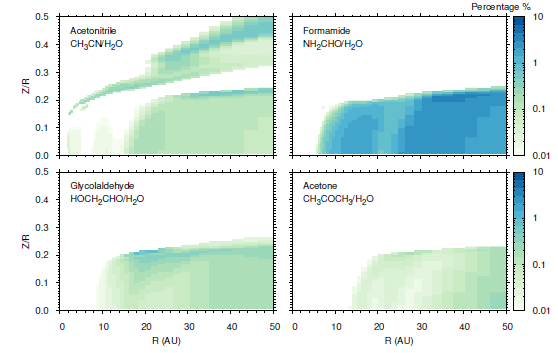 Percentage %
Acetonitrile
CH3CN/H2O
Formamide
NH2CHO/H2O
Z/R
0.5
0.4
0.3
0.2
0.1
0.0
10
1
0.1
0.01
Glycolaldehyde
HOCH2CHO/H2O
Acetone
CH3COCH3/H2O
Z/R
0.5
0.4
0.3
0.2
0.1
0.0
10
1
0.1
0.01
0 10 20 30 40 50
0 10 20 30 40 50
R (AU)
R (AU)